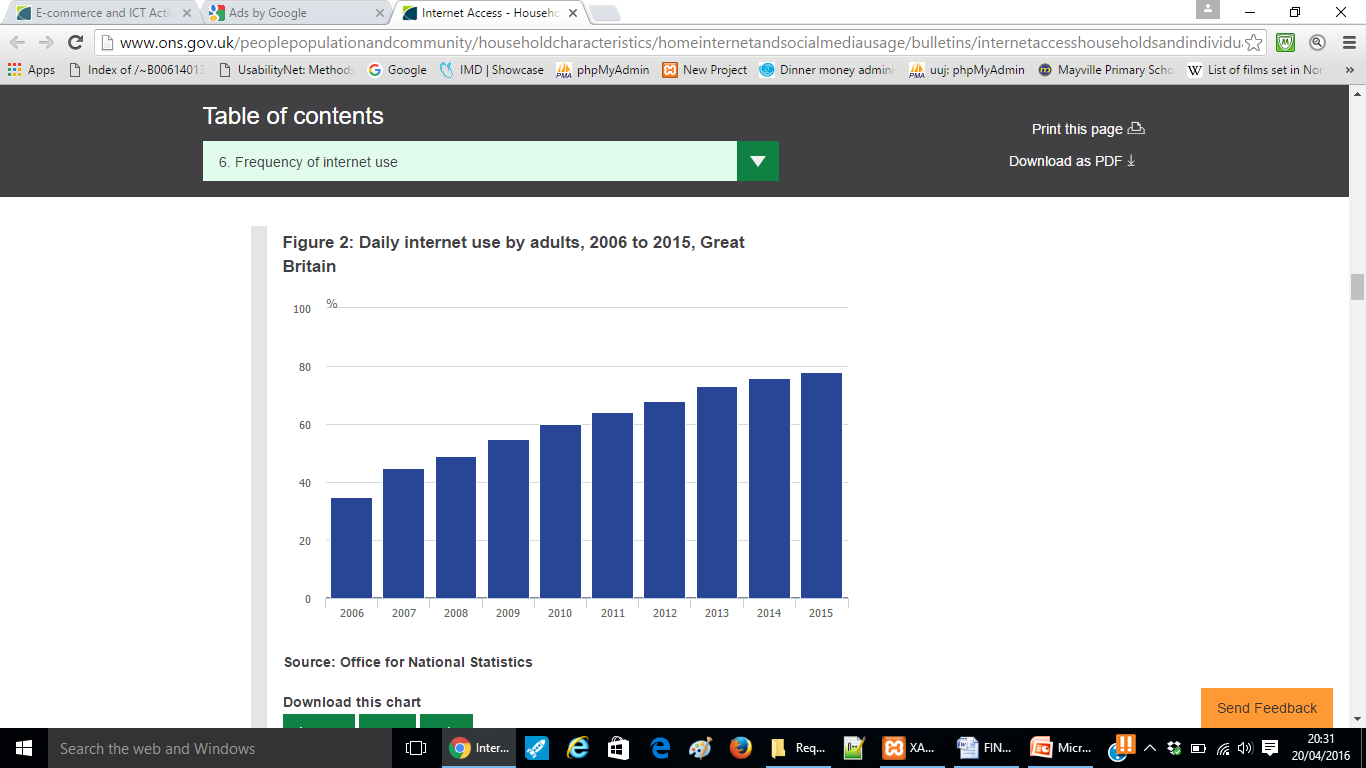 E-commerce and ICT Activ
Ads by Google
Internet Access - Househo
www.ons.gov.uk/peoplepopulationandcommunity/householdcharacteristics/homeinternetandsocialmediausage/bulletins/internetaccesshouseholdsandindividu
Apps Index of /~B0061401 UsabilityNet: Methods Google IMD | Showcase phpMyAdmin New Project Dinner money admini uuj: phpMyAdmin Mayville Primary Scho List of films set in Nor »
Table of contents
Print this page
6. Frequency of internet use
Download as PDF
Figure 2: Daily internet use by adults, 2006 to 2015, Great
Britain
%
100
80
60
40
20
0
2006 2007 2008 2009 2010 2011 2012 2013 2014 2015
Source: Office for National Statistics
Download this chart
Send Feedback
Search the web and Windows
Inter... Req... XA... FIN... Micr...
20:31
20/04/2016